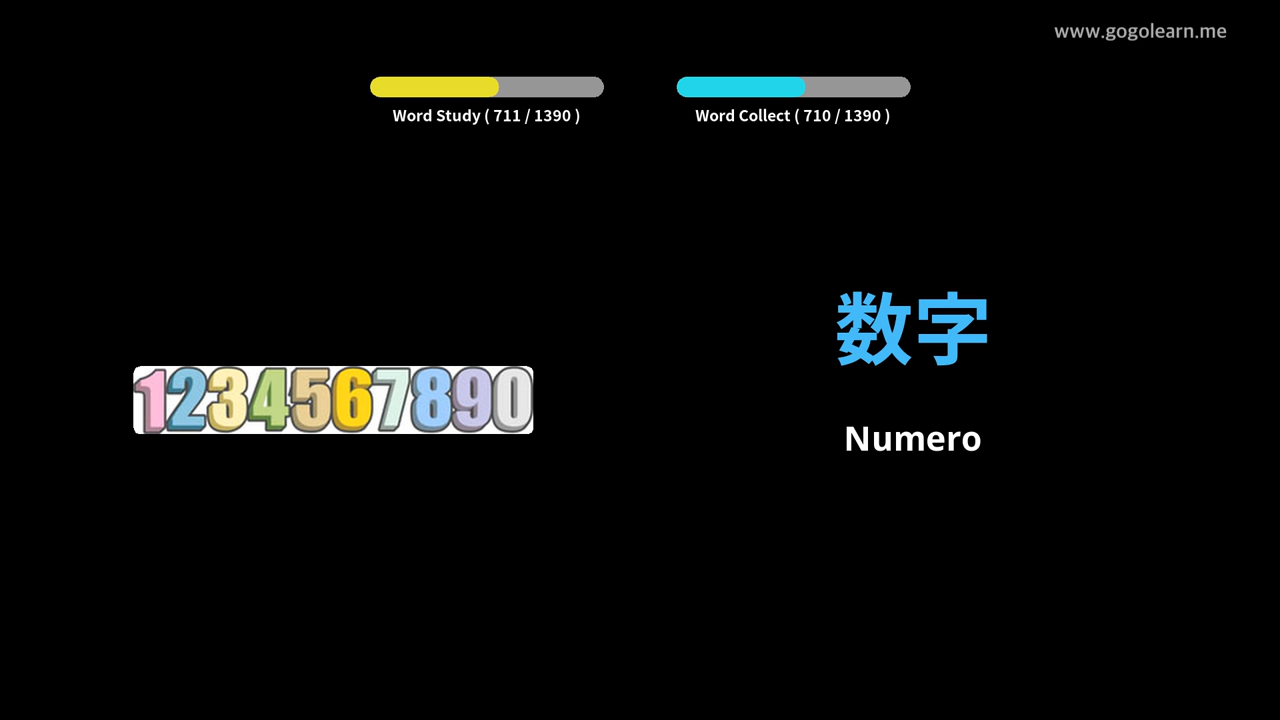 www.gogolearn.me
Word Study ( 711 / 1390 )
Word Collect ( 710 / 1390 )
数字
1234567890
Numero